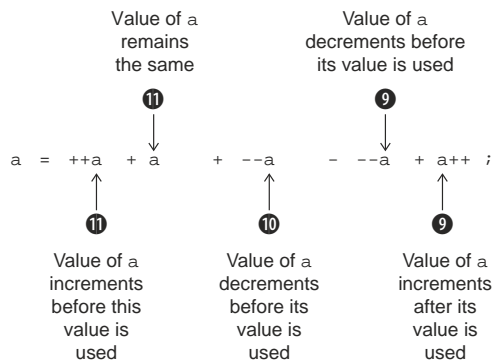 Value of a
remains
the same
11
Value of a
decrements before
its value is used
9
a = ++a + a + --a - --a + a++ ;
11
Value of a
increments
before this
value is
used
10
Value of a
decrements
before its
value is
used
9
Value of a
increments
after its
value is
used